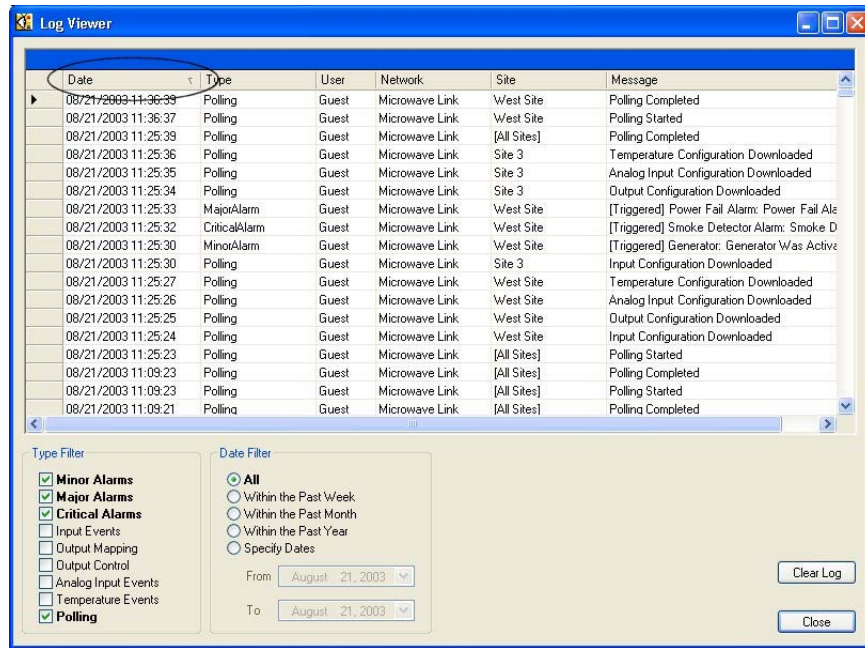 Log Viewer
Date Type User Network Site Message
08/21/2003 11:36:39 Polling Guest Microwave Link West Site Polling Completed
08/21/2003 11:36:37 Polling Guest Microwave Link West Site Polling Started
08/21/2003 11:25:39 Polling Guest Microwave Link [All Sites] Polling Completed
08/21/2003 11:25:36 Polling Guest Microwave Link Site 3 Temperature Configuration Downloaded
08/21/2003 11:25:35 Polling Guest Microwave Link Site 3 Analog Input Configuration Downloaded
08/21/2003 11:25:34 Polling Guest Microwave Link Site 3 Output Configuration Downloaded
08/21/2003 11:25:33 MajorAlarm Guest Microwave Link West Site [Triggered] Power Fail Alarm: Power Fail Ala
08/21/2003 11:25:32 CriticalAlarm Guest Microwave Link West Site [Triggered] Smoke Detector Alarm: Smoke D
08/21/2003 11:25:30 MinorAlarm Guest Microwave Link West Site [Triggered] Generator: Generator Was Activa
08/21/2003 11:25:30 Polling Guest Microwave Link Site 3 Input Configuration Downloaded
08/21/2003 11:25:27 Polling Guest Microwave Link West Site Temperature Configuration Downloaded
08/21/2003 11:25:26 Polling Guest Microwave Link West Site Analog Input Configuration Downloaded
08/21/2003 11:25:25 Polling Guest Microwave Link West Site Output Configuration Downloaded
08/21/2003 11:25:24 Polling Guest Microwave Link West Site Input Configuration Downloaded
08/21/2003 11:25:23 Polling Guest Microwave Link [All Sites] Polling Started
08/21/2003 11:09:23 Polling Guest Microwave Link [All Sites] Polling Completed
08/21/2003 11:09:23 Polling Guest Microwave Link [All Sites] Polling Started
08/21/2003 11:09:21 Polling Guest Microwave Link [All Sites] Polling Completed
Type Filter
Minor Alarms
Major Alarms
Critical Alarms
Input Events
Output Mapping
Output Control
Analog Input Events
Temperature Events
Polling
Date Filter
All
Within the Past Week
Within the Past Month
Within the Past Year
Specify Dates
From August 21, 2003
To August 21, 2003
Clear Log
Close